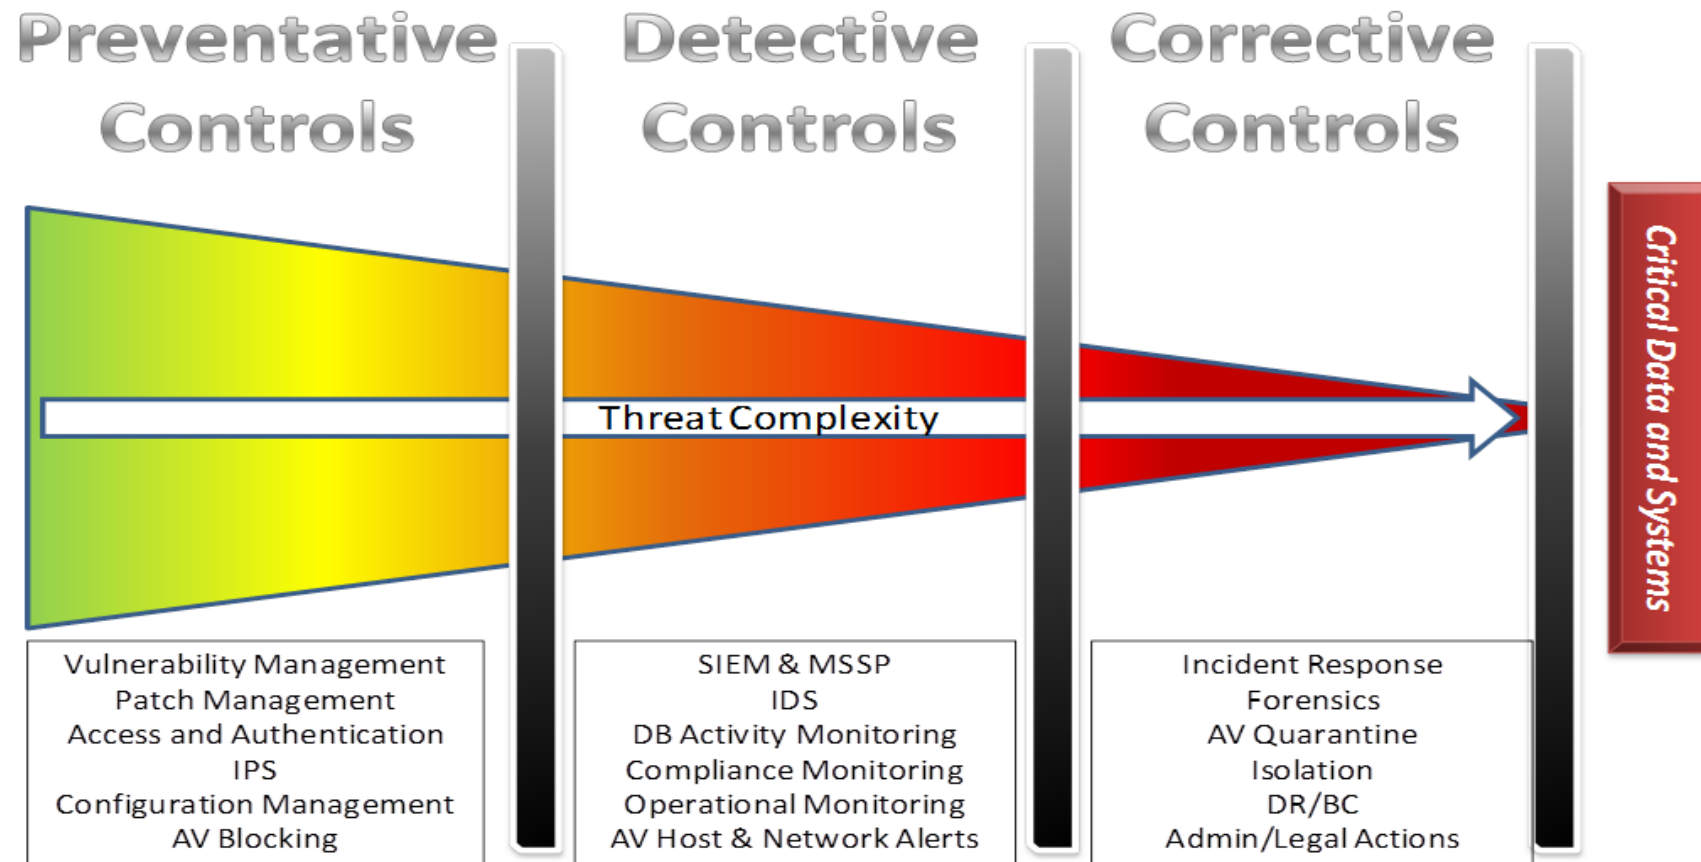 Preventative
Controls
Detective
Controls
Corrective
Controls
Threat Complexity
Critical Data and Systems
Vulnerability Management
Patch Management
Access and Authentication
IPS
Configuration Management
AV Blocking
SIEM & MSSP
IDS
DB Activity Monitoring
Compliance Monitoring
Operational Monitoring
AV Host & Network Alerts
Incident Response
Forensics
AV Quarantine
Isolation
DR/BC
Admin/Legal Actions